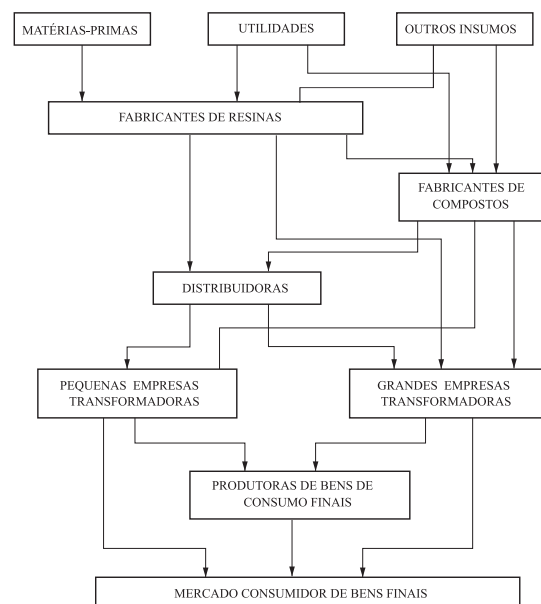 MATÉRIAS-PRIMAS
UTILIDADES
OUTROS INSUMOS
FABRICANTES DE RESINAS
FABRICANTES DE
COMPOSTOS
DISTRIBUIDORAS
PEQUENAS EMPRESAS
TRANSFORMADORAS
GRANDES EMPRESAS
TRANSFORMADORAS
PRODUTORAS DE BENS DE
CONSUMO FINAIS
MERCADO CONSUMIDOR DE BENS FINAIS